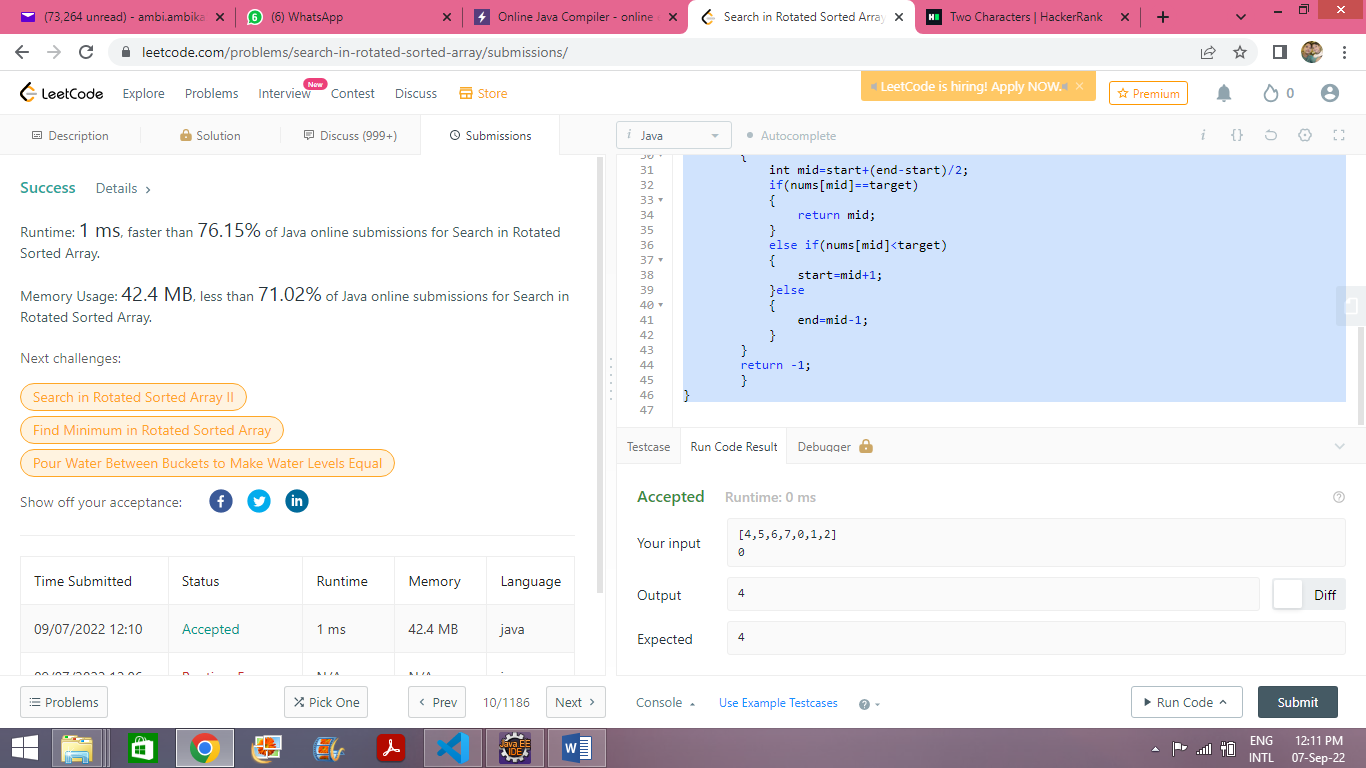 (73,264 unread) - ambi.ambika
(6) WhatsApp
Online Java Compiler - online
Search in Rotated Sorted Array
Two Characters | HackerRank
leetcode.com/problems/search-in-rotated-sorted-array/submissions/
LeetCode
Explore
Problems
Interview
New
Contest
Discuss
Store
LeetCode is hiring! Apply NOW.
Premium
0
Description
Solution
Discuss (999+)
Submissions
i Java
Autocomplete
Success
Details
Runtime: 1 ms, faster than 76.15% of Java online submissions for Search in Rotated
Sorted Array.
Memory Usage: 42.4 MB, less than 71.02% of Java online submissions for Search in
Rotated Sorted Array.
Next challenges:
Search in Rotated Sorted Array II
Find Minimum in Rotated Sorted Array
Pour Water Between Buckets to Make Water Levels Equal
Show off your acceptance:
Time Submitted Status Runtime Memory Language
09/07/2022 12:10 Accepted 1 ms 42.4 MB java
30 {
31 int mid=start+(end-start)/2;
32 if(nums[mid]==target)
33 {
34 return mid;
35 }
36 else if(nums[mid]<target)
37 {
38 start=mid+1;
39 }else
40 {
41 end=mid-1;
42 }
43 }
44 return -1;
45 }
46 }
47
Testcase
Run Code Result
Debugger
Accepted Runtime: 0 ms
Your input
[4,5,6,7,0,1,2]
0
Output 4
Diff
Expected 4
Problems
Pick One
Prev
10/1186
Next
Console
Use Example Testcases
Run Code
Submit
Java EE
IDE
ENG
INTL
12:11 PM
07-Sep-22